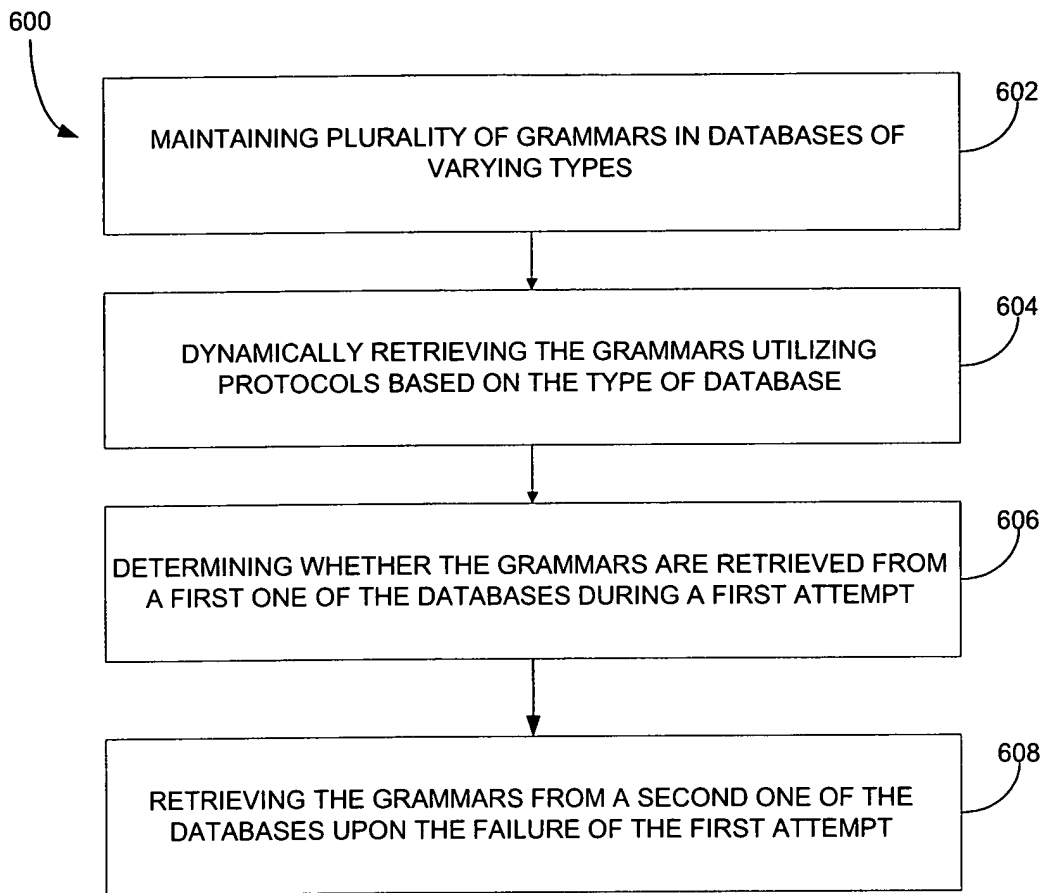 600
602
MAINTAINING PLURALITY OF GRAMMARS IN DATABASES OF
VARYING TYPES
604
DYNAMICALLY RETRIEVING THE GRAMMARS UTILIZING
PROTOCOLS BASED ON THE TYPE OF DATABASE
606
DETERMINING WHETHER THE GRAMMARS ARE RETRIEVED FROM
A FIRST ONE OF THE DATABASES DURING A FIRST ATTEMPT
608
RETRIEVING THE GRAMMARS FROM A SECOND ONE OF THE
DATABASES UPON THE FAILURE OF THE FIRST ATTEMPT